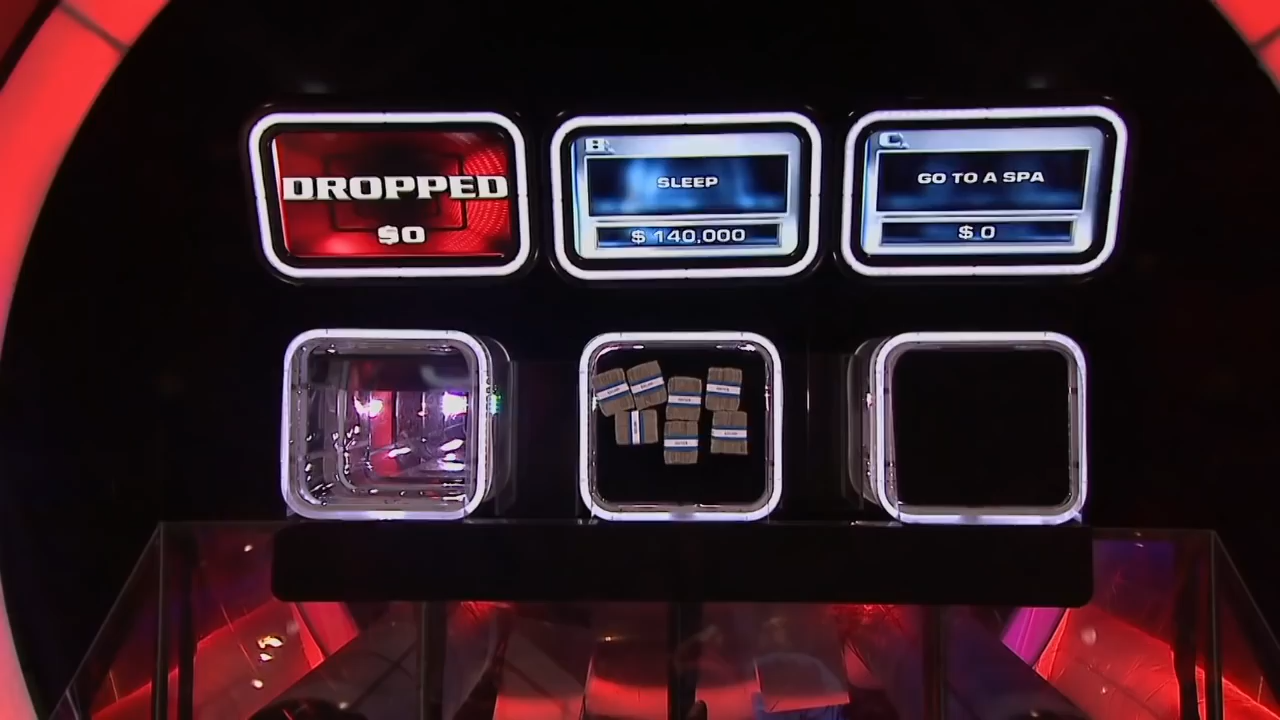 DROPPED
$0
B.
SLEEP
$ 140,000
C.
GO TO A SPA
$ 0